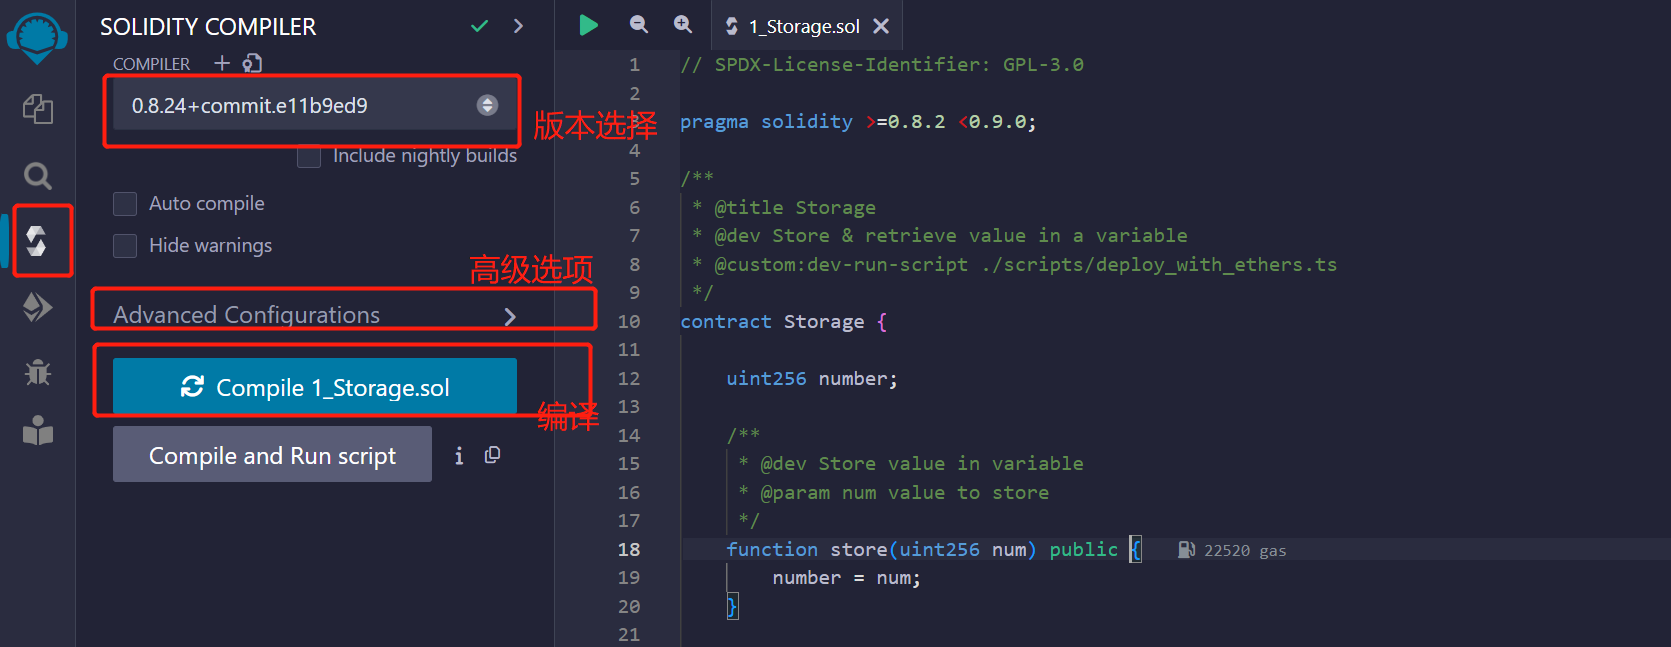 SOLIDITY COMPILER
COMPILER
0.8.24+commit.e11b9ed9
版本选择
Include nightly builds
Auto compile
Hide warnings
高级选项
Advanced Configurations
Compile 1_Storage.sol
编译
Compile and Run script
1_Storage.sol
1 // SPDX-License-Identifier: GPL-3.0
2
3 pragma solidity >=0.8.2 <0.9.0;
4
5 /**
6  * @title Storage
7  * @dev Store & retrieve value in a variable
8  * @custom:dev-run-script ./scripts/deploy_with_ethers.ts
9  */
10 contract Storage {
11
12     uint256 number;
13
14     /**
15      * @dev Store value in variable
16      * @param num value to store
17      */
18     function store(uint256 num) public { 22520 gas
19         number = num;
20     }
21